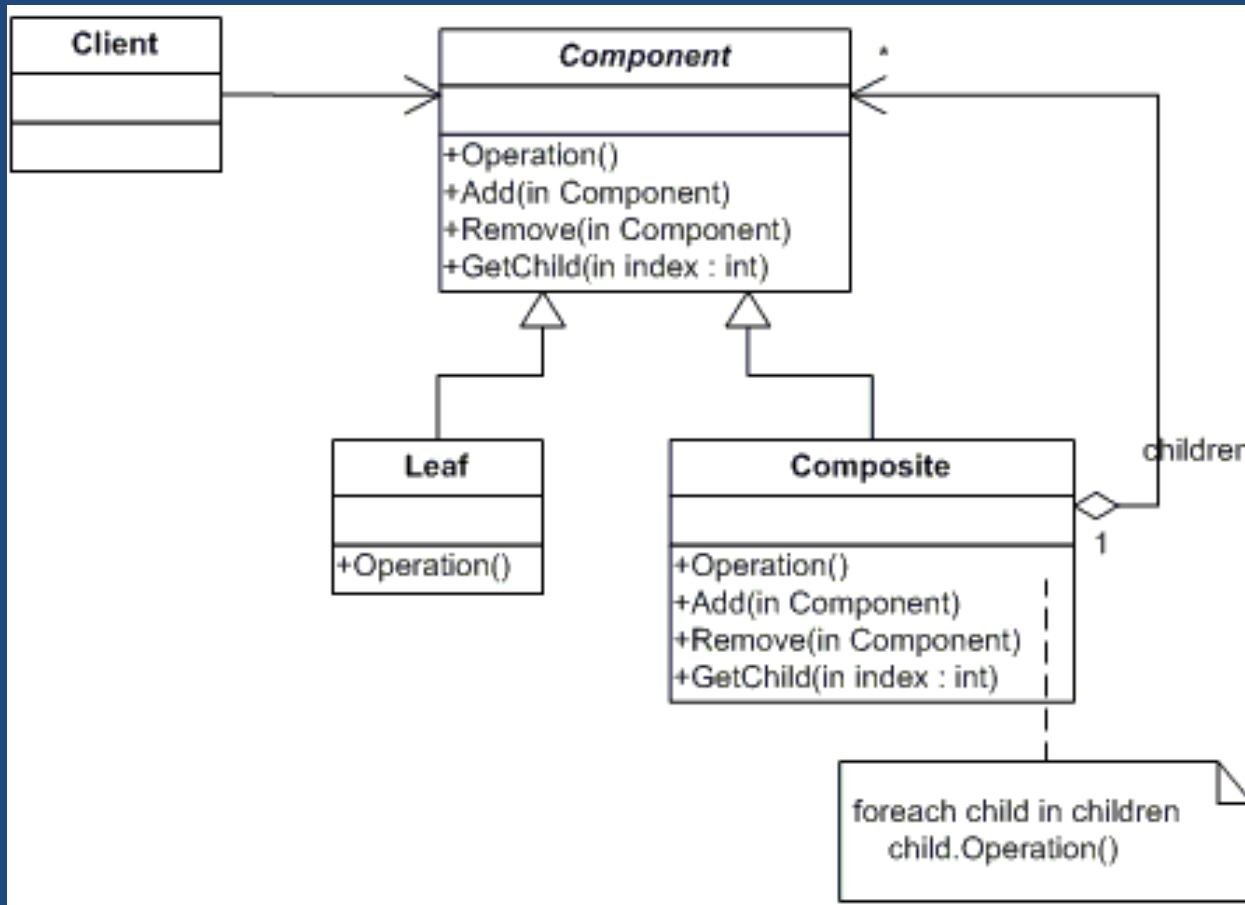 Client
Component
*
+Operation()
+Add(in Component)
+Remove(in Component)
+GetChild(in index : int)
Leaf
+Operation()
Composite
children
1
+Operation()
+Add(in Component)
+Remove(in Component)
+GetChild(in index : int)
foreach child in children
child.Operation()